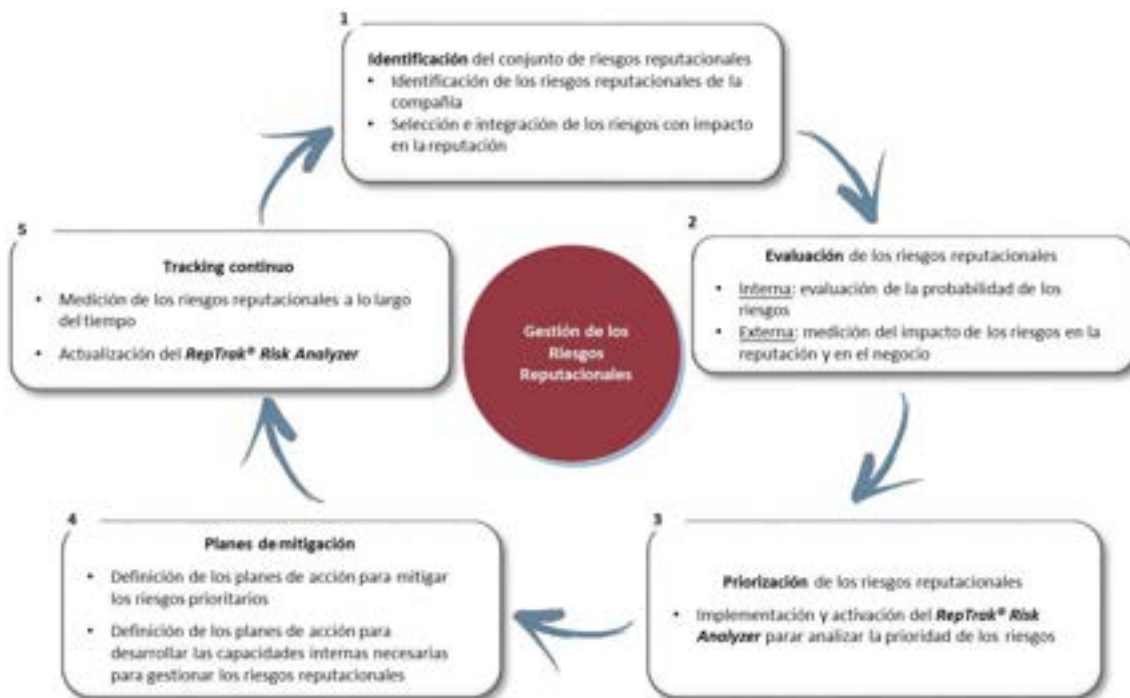 1
Identificación del conjunto de riesgos reputacionales
• Identificación de los riesgos reputacionales de la
compañía
• Selección e integración de los riesgos con impacto
en la reputación
2
Evaluación de los riesgos reputacionales
• Interna: evaluación de la probabilidad de los
riesgos
• Externa: medición del impacto de los riesgos en la
reputación y en el negocio
3
Priorización de los riesgos reputacionales
• Implementación y activación del RepTrak® Risk
Analyzer parar analizar la prioridad de los riesgos
4
Planes de mitigación
• Definición de los planes de acción para mitigar
los riesgos prioritarios
• Definición de los planes de acción para
desarrollar las capacidades internas necesarias
para gestionar los riesgos reputacionales
5
Tracking continuo
• Medición de los riesgos reputacionales a lo largo
del tiempo
• Actualización del RepTrak® Risk Analyzer
Gestión de los
Riesgos
Reputacionales